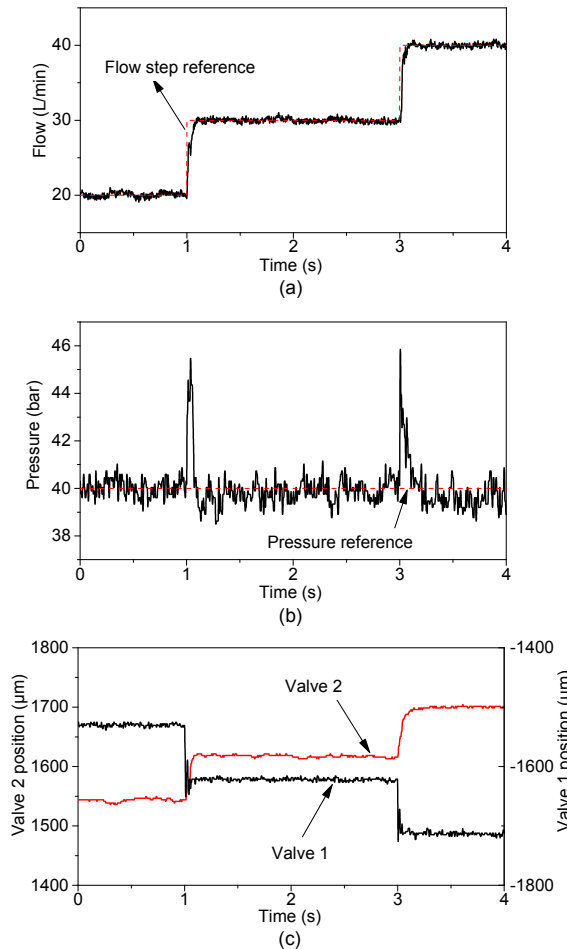 40
Flow step reference
30
20
Flow (L/min)
0 1 2 3 4
Time (s)
(a)
46
44
42
40
38
Pressure (bar)
Pressure reference
0 1 2 3 4
Time (s)
(b)
1800
1700
1600
1500
1400
Valve 2 position (μm)
-1400
-1600
-1800
Valve 1 position (μm)
Valve 2
Valve 1
0 1 2 3 4
Time (s)
(c)